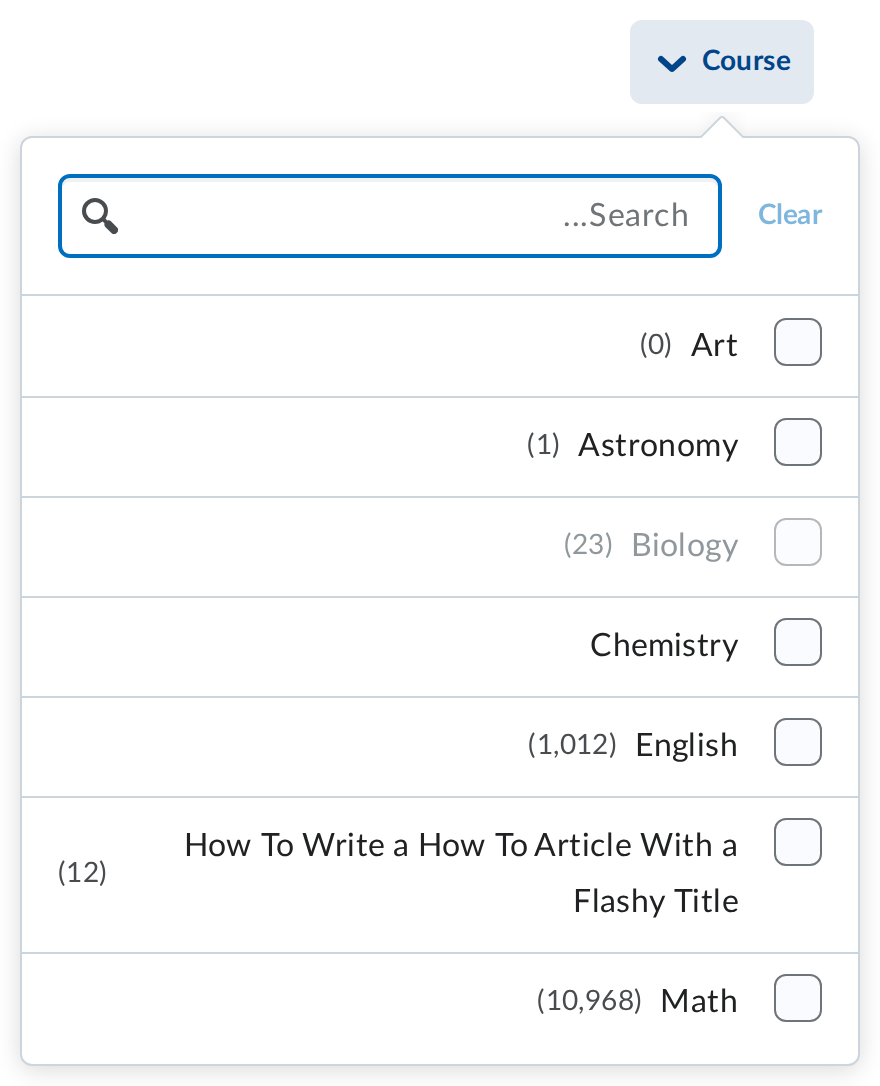 Course
...Search
Clear
(0) Art
(1) Astronomy
(23) Biology
Chemistry
(1,012) English
How To Write a How To Article With a
(12)
Flashy Title
(10,968) Math